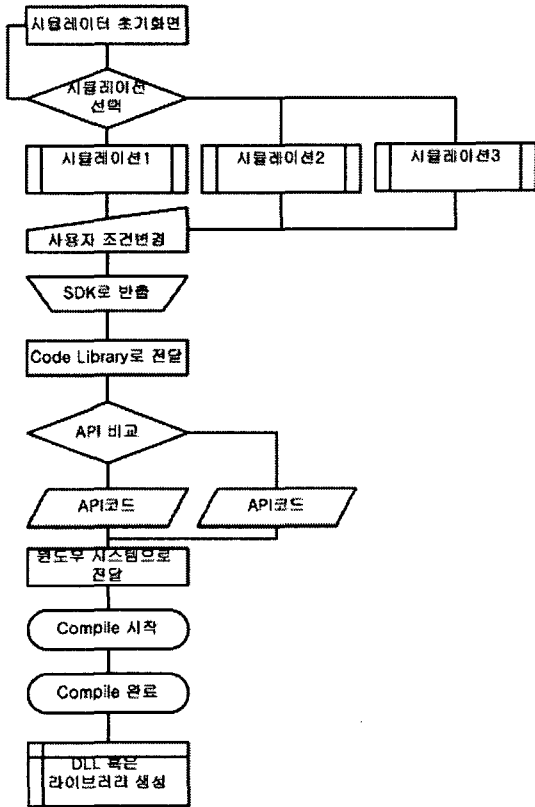 시뮬레이터 초기화면
시뮬레이션
선택
시뮬레이션1
시뮬레이션2
시뮬레이션3
사용자 조건변경
SDK로 반출
Code Library로 전달
API 비교
API코드
API코드
윈도우 시스템으로
전달
Compile 시작
Compile 완료
DLL 혹은
라이브러리 생성